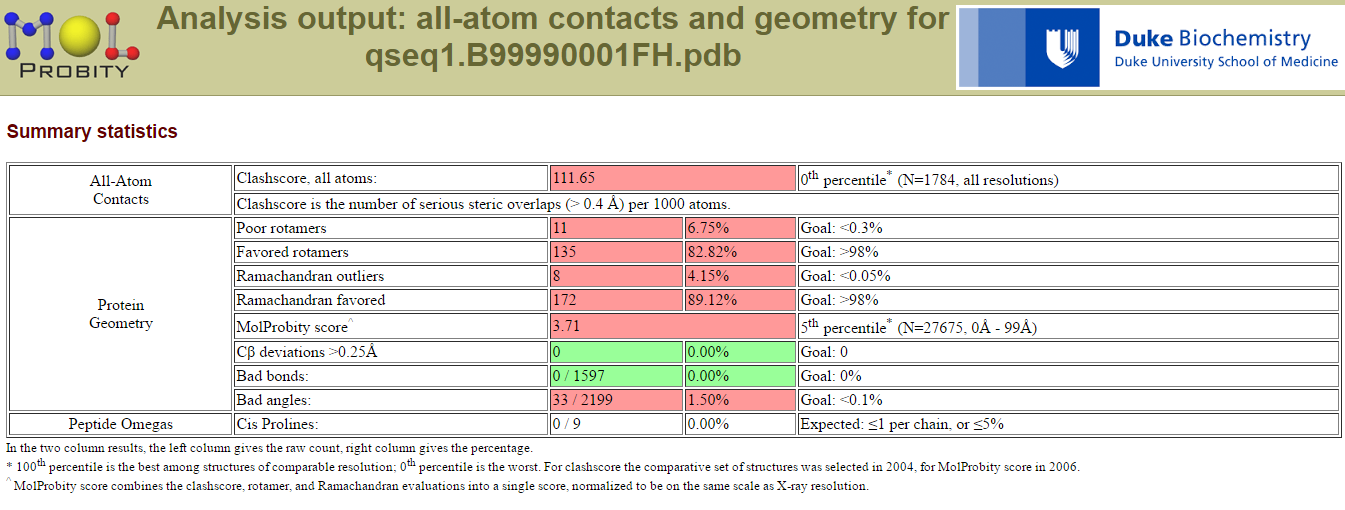 MOL
PROBITY
Analysis output: all-atom contacts and geometry for
qseq1.B99990001FH.pdb
Duke Biochemistry
Duke University School of Medicine
Summary statistics
All-Atom
Contacts
Clashscore, all atoms: 111.65 0th percentile* (N=1784, all resolutions)
Clashscore is the number of serious steric overlaps (> 0.4 Å) per 1000 atoms.
Protein
Geometry
Poor rotamers 11 6.75% Goal: <0.3%
Favored rotamers 135 82.82% Goal: >98%
Ramachandran outliers 8 4.15% Goal: <0.05%
Ramachandran favored 172 89.12% Goal: >98%
MolProbity score^ 3.71 5th percentile* (N=27675, 0Å - 99Å)
Cβ deviations >0.25Å 0 0.00% Goal: 0
Bad bonds: 0 / 1597 0.00% Goal: 0%
Bad angles: 33 / 2199 1.50% Goal: <0.1%
Peptide Omegas Cis Prolines: 0 / 9 0.00% Expected: ≤1 per chain, or ≤5%
In the two column results, the left column gives the raw count, right column gives the percentage.
* 100th percentile is the best among structures of comparable resolution; 0th percentile is the worst. For clashscore the comparative set of structures was selected in 2004, for MolProbity score in 2006.
^ MolProbity score combines the clashscore, rotamer, and Ramachandran evaluations into a single score, normalized to be on the same scale as X-ray resolution.